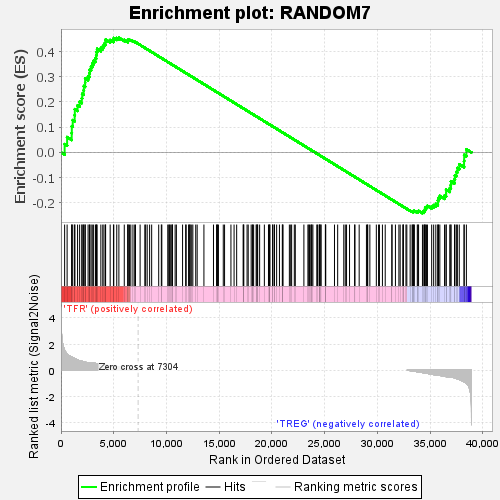 Enrichment plot: RANDOM7
Enrichment score (ES)
0.4
0.3
0.2
0.1
0.0
-0.1
-0.2
Ranked list metric (Signal2Noise)
4
2
0
-2
-4
'TFR' (positively correlated)
Zero cross at 7304
'TREG' (negatively correlated)
0 5,000 10,000 15,000 20,000 25,000 30,000 35,000 40,000
Rank in Ordered Dataset
Enrichment profile Hits Ranking metric scores